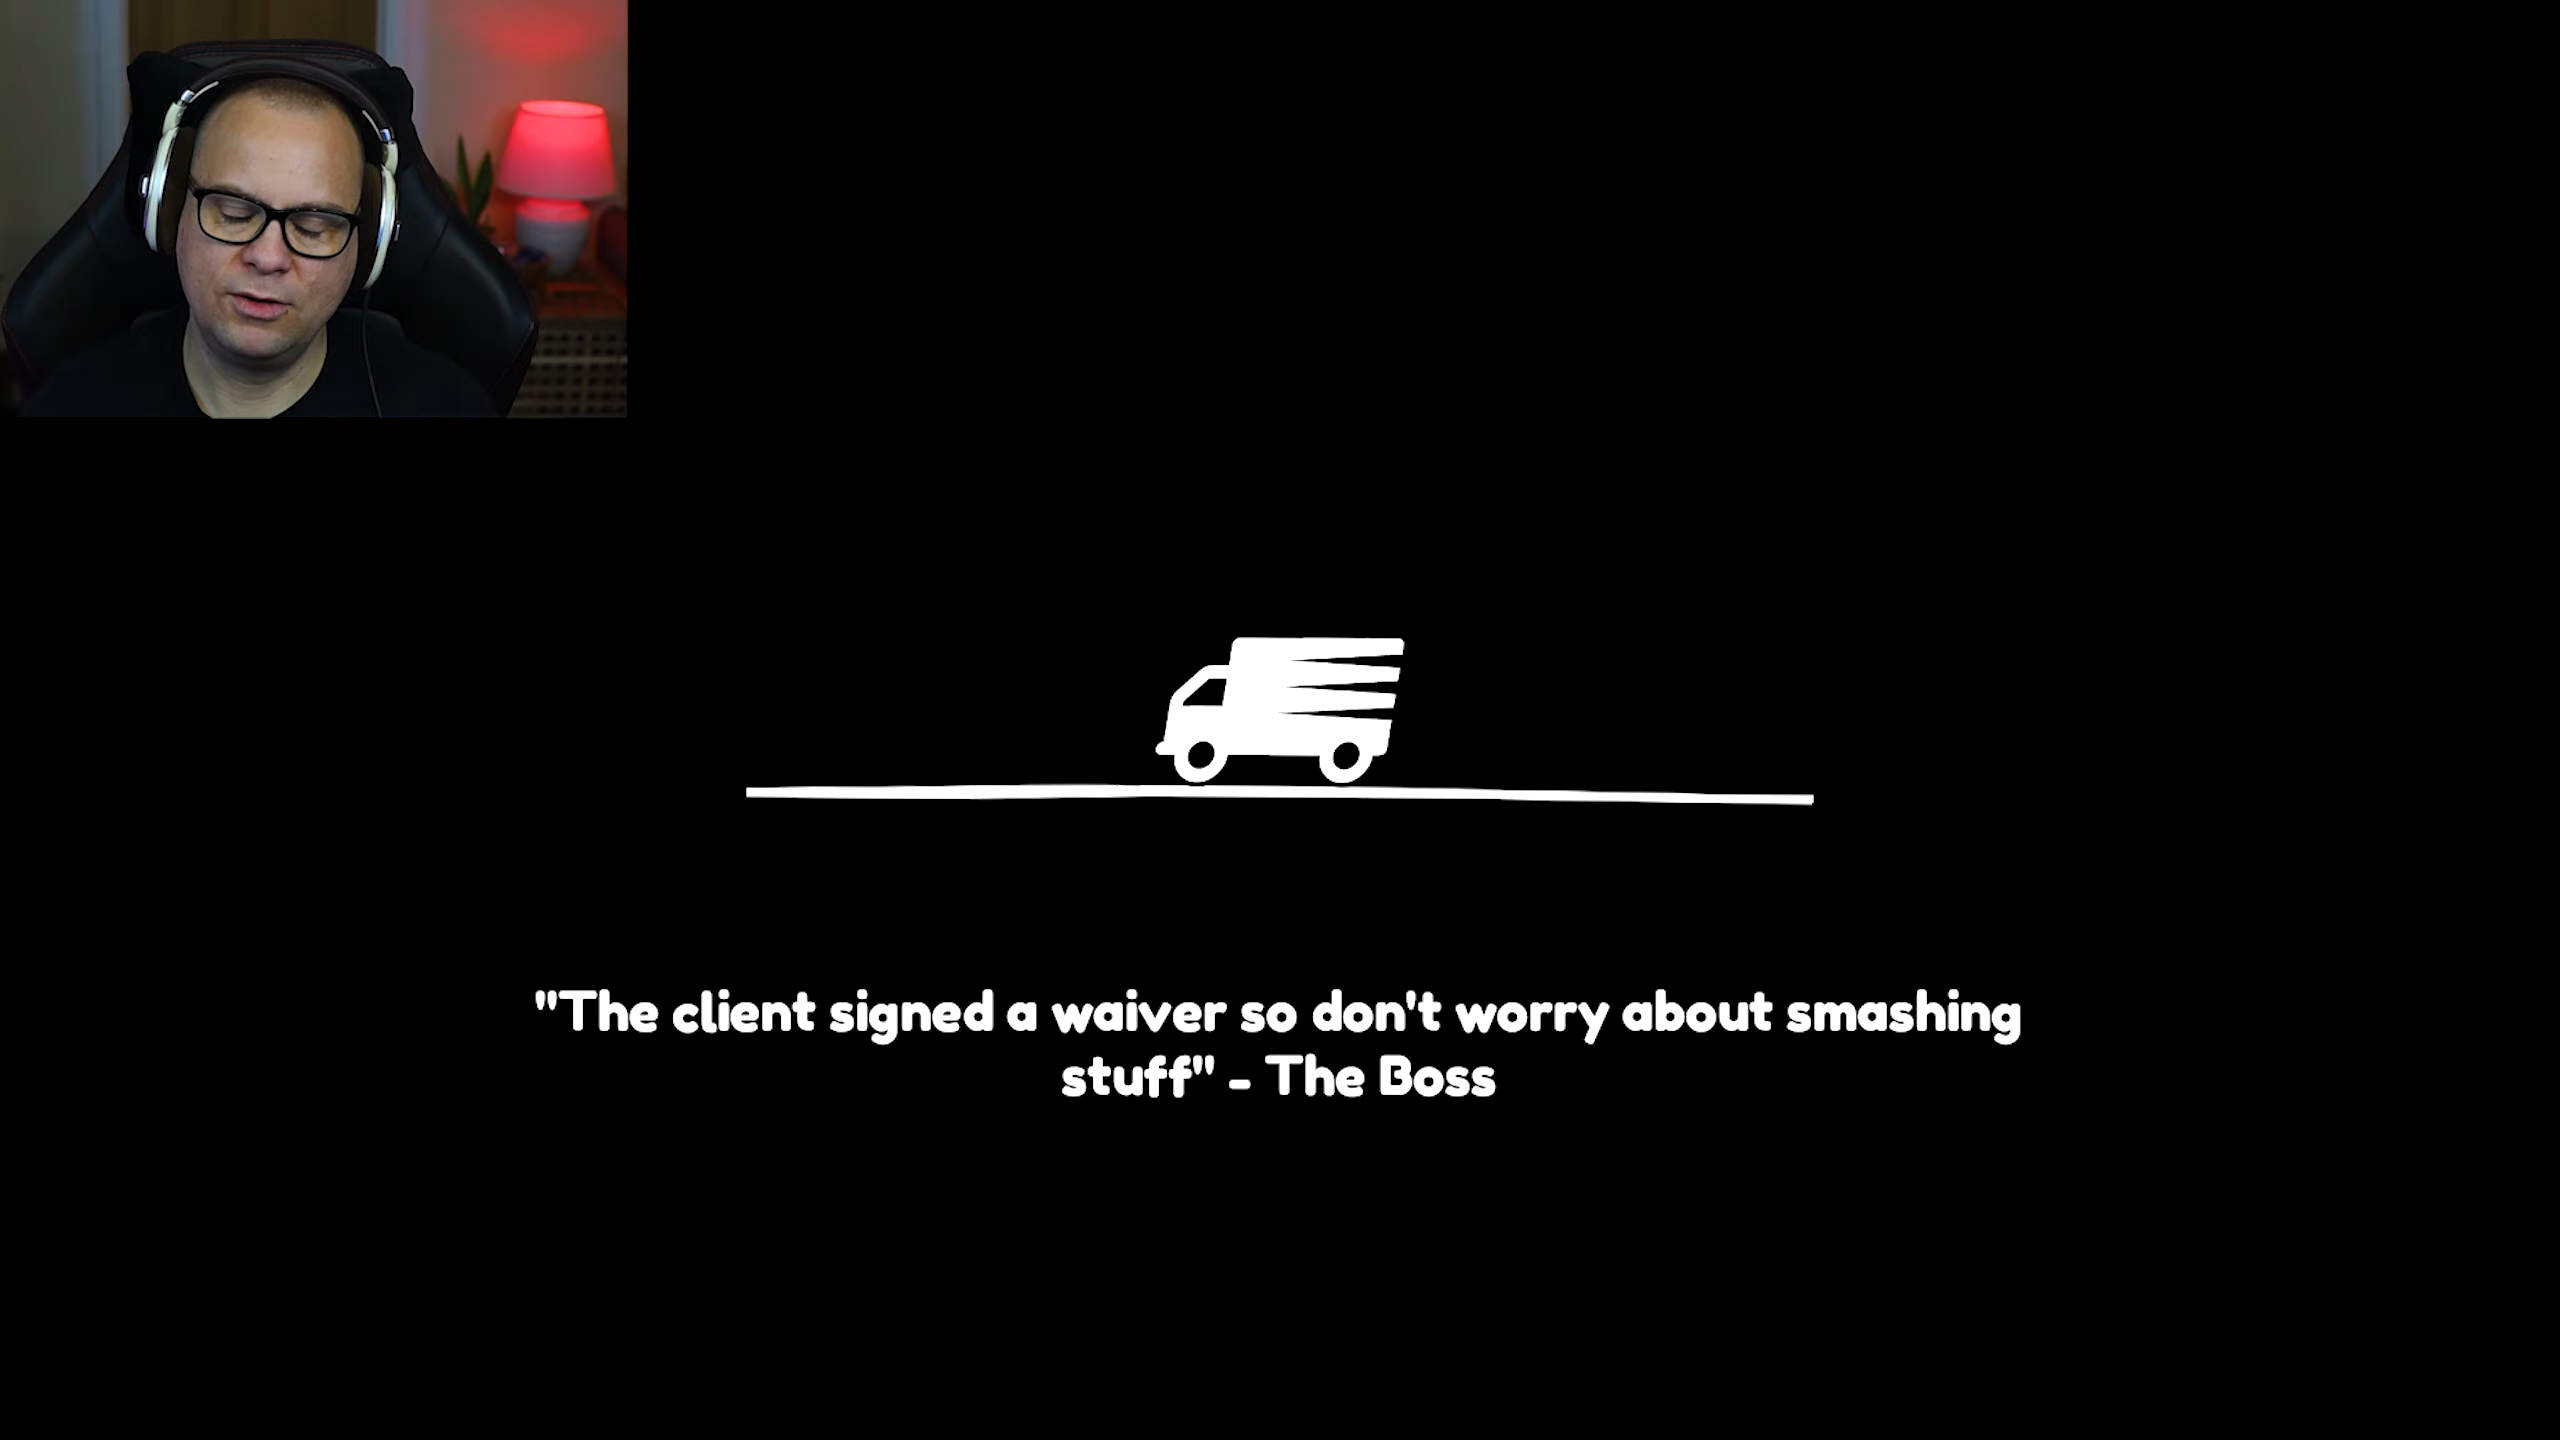 "The client signed a waiver so don't worry about smashing
stuff" - The Boss